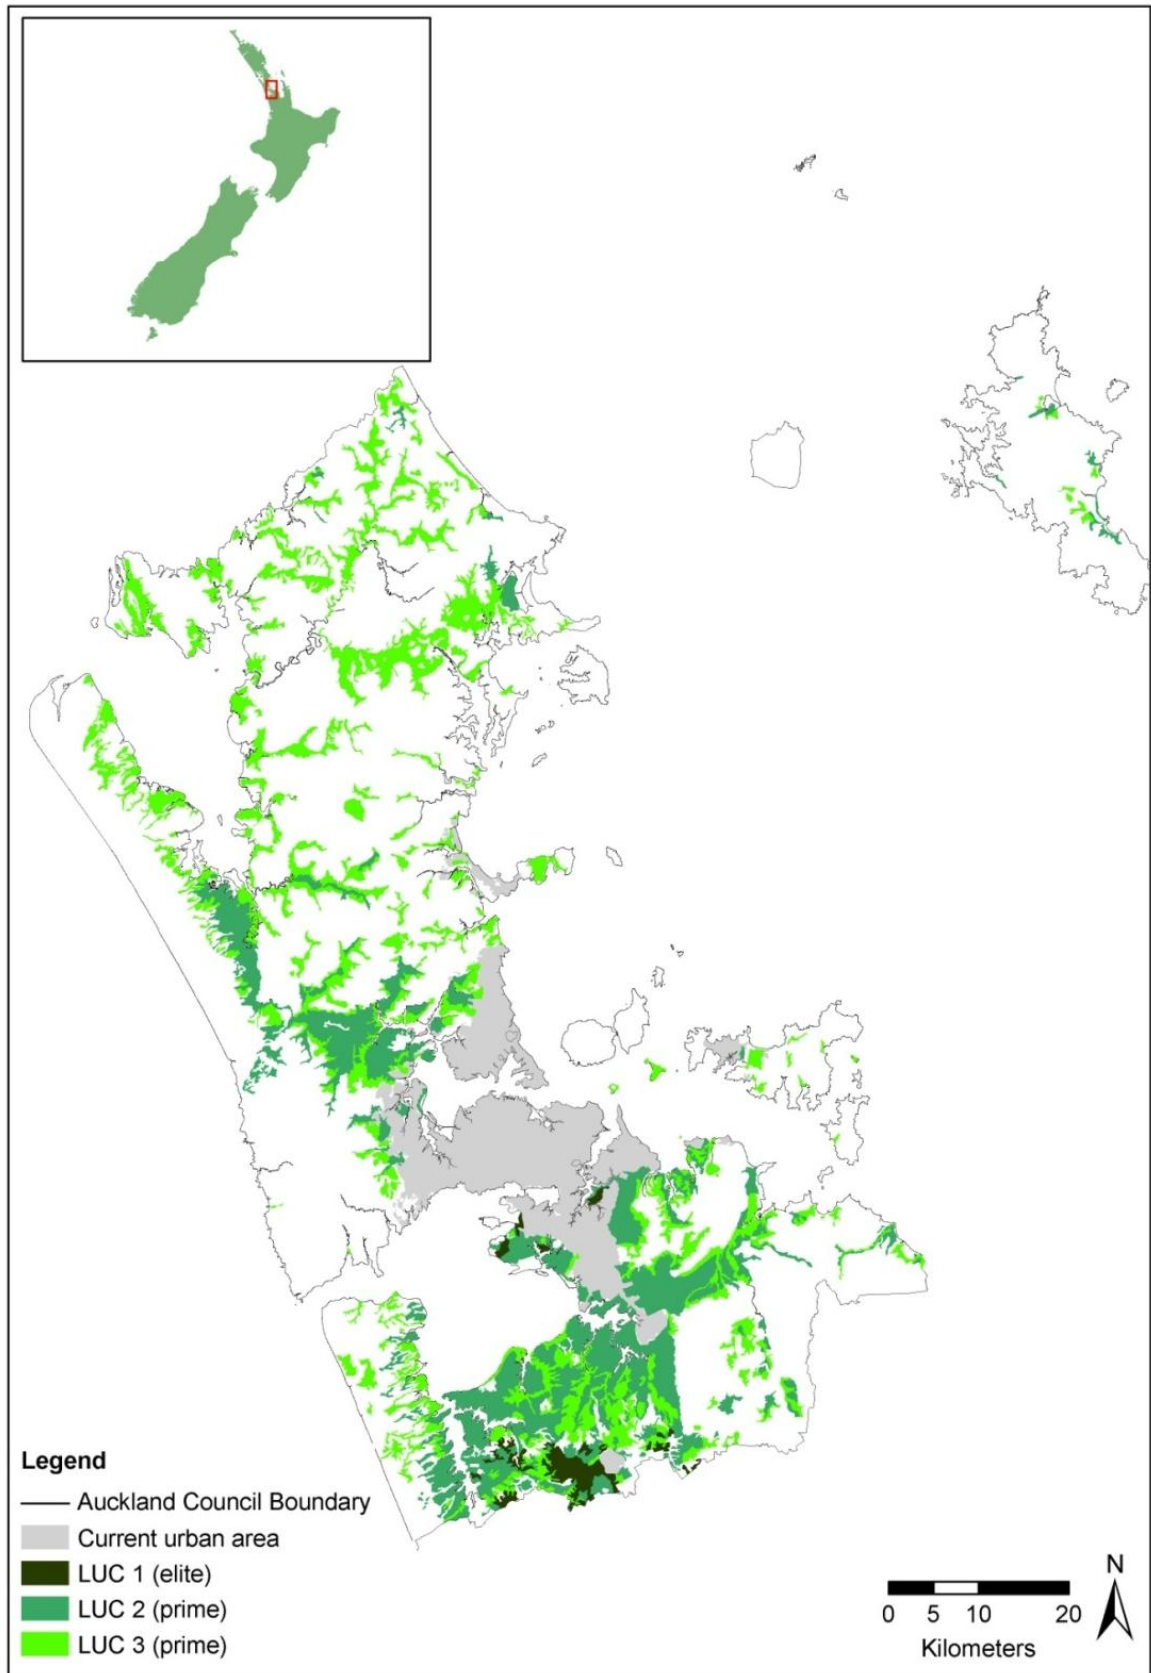 Legend
Auckland Council Boundary
Current urban area
LUC 1 (elite)
LUC 2 (prime)
LUC 3 (prime)
N
0 5 10 20
Kilometers